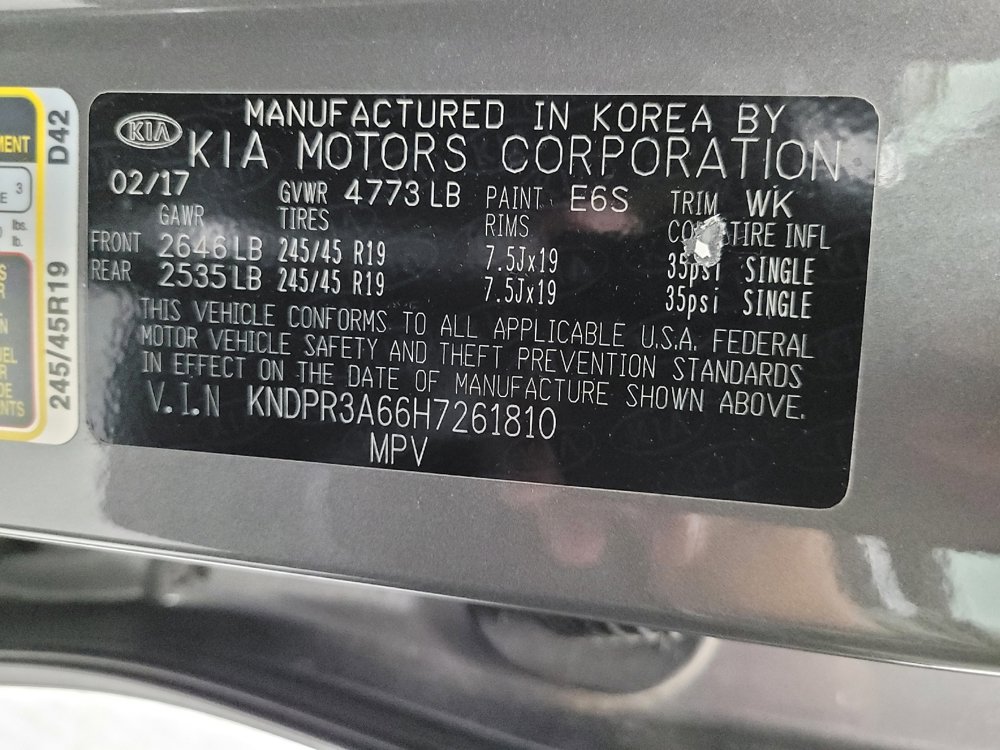 MANUFACTURED IN KOREA BY
KIA KIA MOTORS CORPORATION
02/17 GVWR 4773 LB PAINT E6S TRIM WK
GAWR TIRES RIMS TIRE INFL
FRONT 2646 LB 245/45 R19 7.5Jx19 35psi SINGLE
REAR 2535 LB 245/45 R19 7.5Jx19 35psi SINGLE
THIS VEHICLE CONFORMS TO ALL APPLICABLE U.S.A. FEDERAL
MOTOR VEHICLE SAFETY AND THEFT PREVENTION STANDARDS
IN EFFECT ON THE DATE OF MANUFACTURE SHOWN ABOVE.
V.I.N KNDPR3A66H7261810
MPV
D42
245/45R19
3
lbs.
lb.